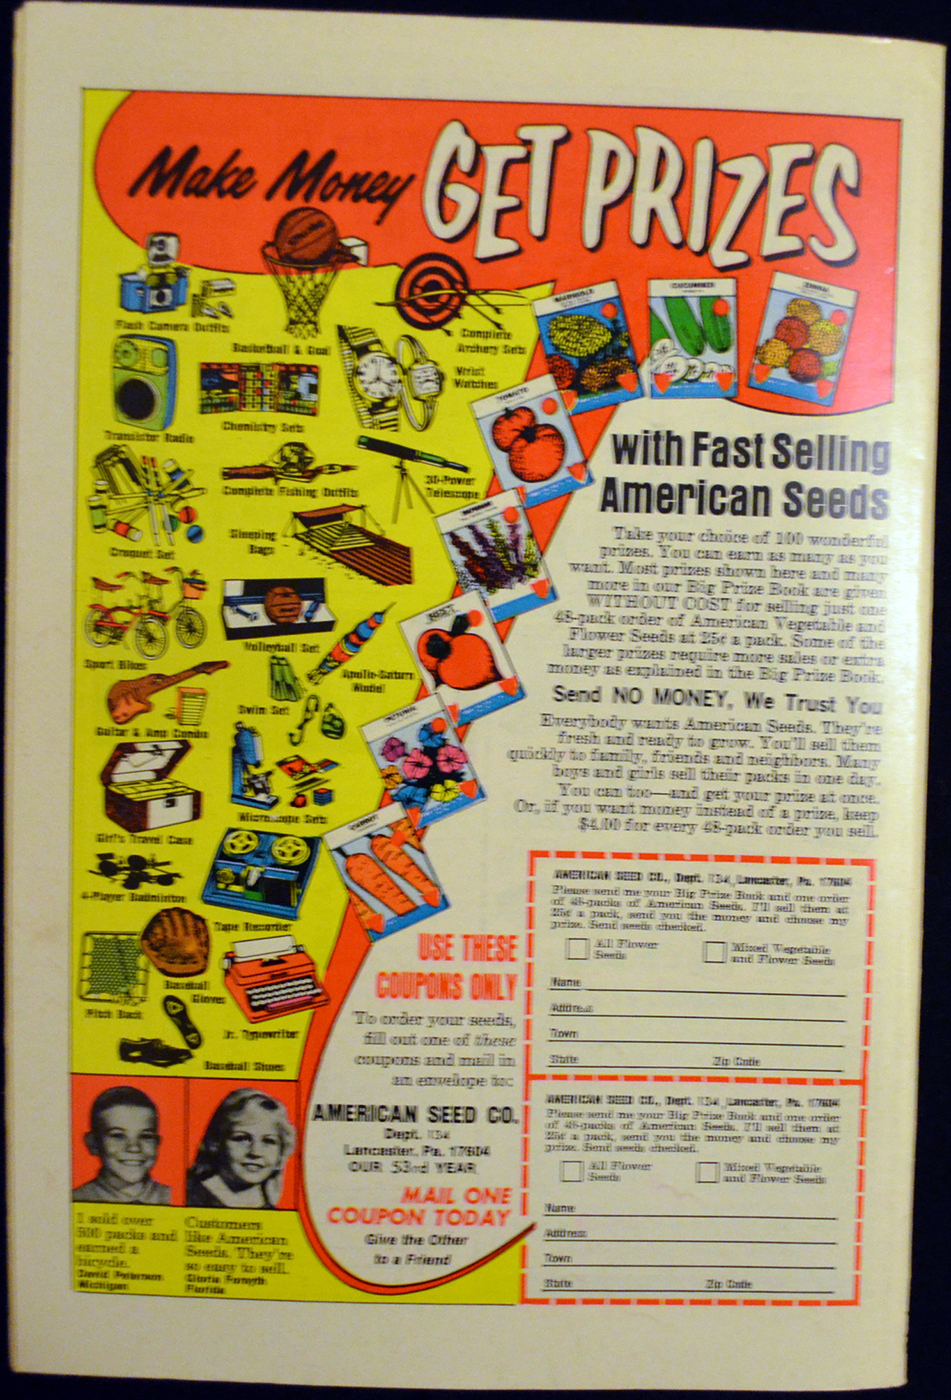 Make Money GET PRIZES
Flash Camera Outfits
Basketball & Goal
Complete
Archery Sets
Wrist
Watches
Transistor Radio
Chemistry Sets
30-Power
Telescope
Complete Fishing Outfits
Croquet Set
Sleeping
Bags
Volleyball Set
Apollo-Saturn
Model
Sport Bikes
Swim Set
Guitar & Amp Combo
Microscope Sets
Girl's Travel Case
4-Player Badminton
Tape Recorder
Baseball
Gloves
Pitch Back
Jr. Typewriter
Baseball Shoes
MARIGOLD
CUCUMBER
ZINNIA
TOMATO
BEET
PETUNIA
CARROT
with Fast Selling
American Seeds
Take your choice of 100 wonderful
prizes. You can earn as many as you
want. Most prizes shown here and many
more in our Big Prize Book are given
WITHOUT COST for selling just one
48-pack order of American Vegetable and
Flower Seeds at 25¢ a pack. Some of the
larger prizes require more sales or extra
money as explained in the Big Prize Book.
Send NO MONEY, We Trust You
Everybody wants American Seeds. They're
fresh and ready to grow. You'll sell them
quickly to family, friends and neighbors. Many
boys and girls sell their packs in one day.
You can too—and get your prize at once.
Or, if you want money instead of a prize, keep
$4.00 for every 48-pack order you sell.
USE THESE
COUPONS ONLY
To order your seeds,
fill out one of these
coupons and mail in
an envelope to:
AMERICAN SEED CO.
Dept. 134
Lancaster, Pa. 17604
OUR 53rd YEAR
MAIL ONE
COUPON TODAY
Give the Other
to a Friend
AMERICAN SEED CO., Dept. 134, Lancaster, Pa. 17604
Please send me your Big Prize Book and one order
of 48-packs of American Seeds. I'll sell them at
25¢ a pack, send you the money and choose my
prize. Send seeds checked.
All Flower
Seeds
Mixed Vegetable
and Flower Seeds
Name
Address
Town
State Zip Code
AMERICAN SEED CO., Dept. 134, Lancaster, Pa. 17604
Please send me your Big Prize Book and one order
of 48-packs of American Seeds. I'll sell them at
25¢ a pack, send you the money and choose my
prize. Send seeds checked.
All Flower
Seeds
Mixed Vegetable
and Flower Seeds
Name
Address
Town
State Zip Code
I sold over
500 packs and
earned a
bicycle.
David Peterson
Michigan
Customers
like American
Seeds. They're
so easy to sell.
Gloria Forsyth
Florida